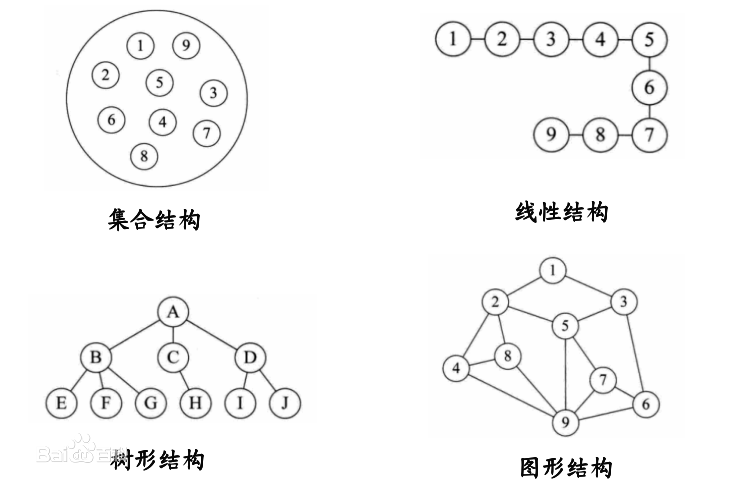 1 9
2 5 3
6 4 7
8
集合结构
1 2 3 4 5
6
9 8 7
线性结构
A
B C D
E F G H I J
Baidu百科
树形结构
1
2 3
5
8
4 7
6
9
图形结构